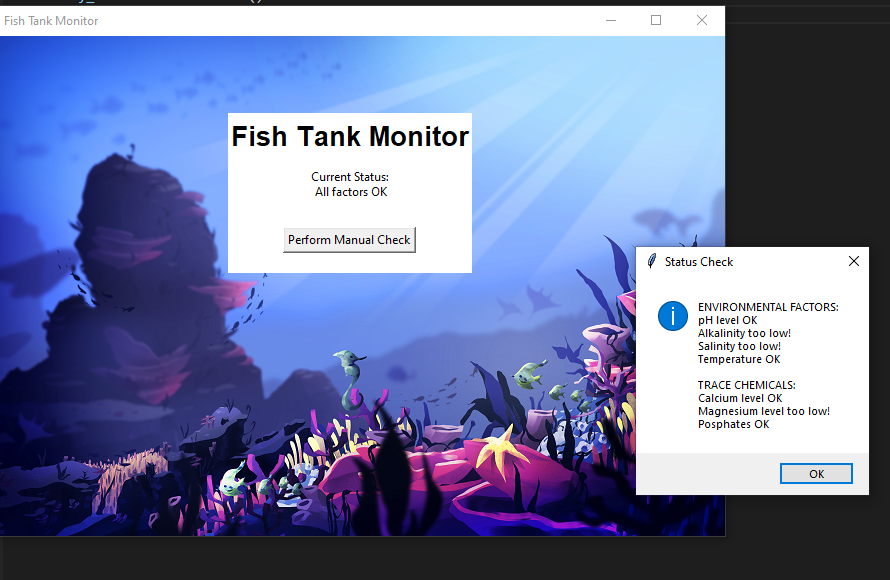 Fish Tank Monitor
Fish Tank Monitor
Current Status:
All factors OK
Perform Manual Check
Status Check
ENVIRONMENTAL FACTORS:
pH level OK
Alkalinity too low!
Salinity too low!
Temperature OK
TRACE CHEMICALS:
Calcium level OK
Magnesium level too low!
Posphates OK
OK